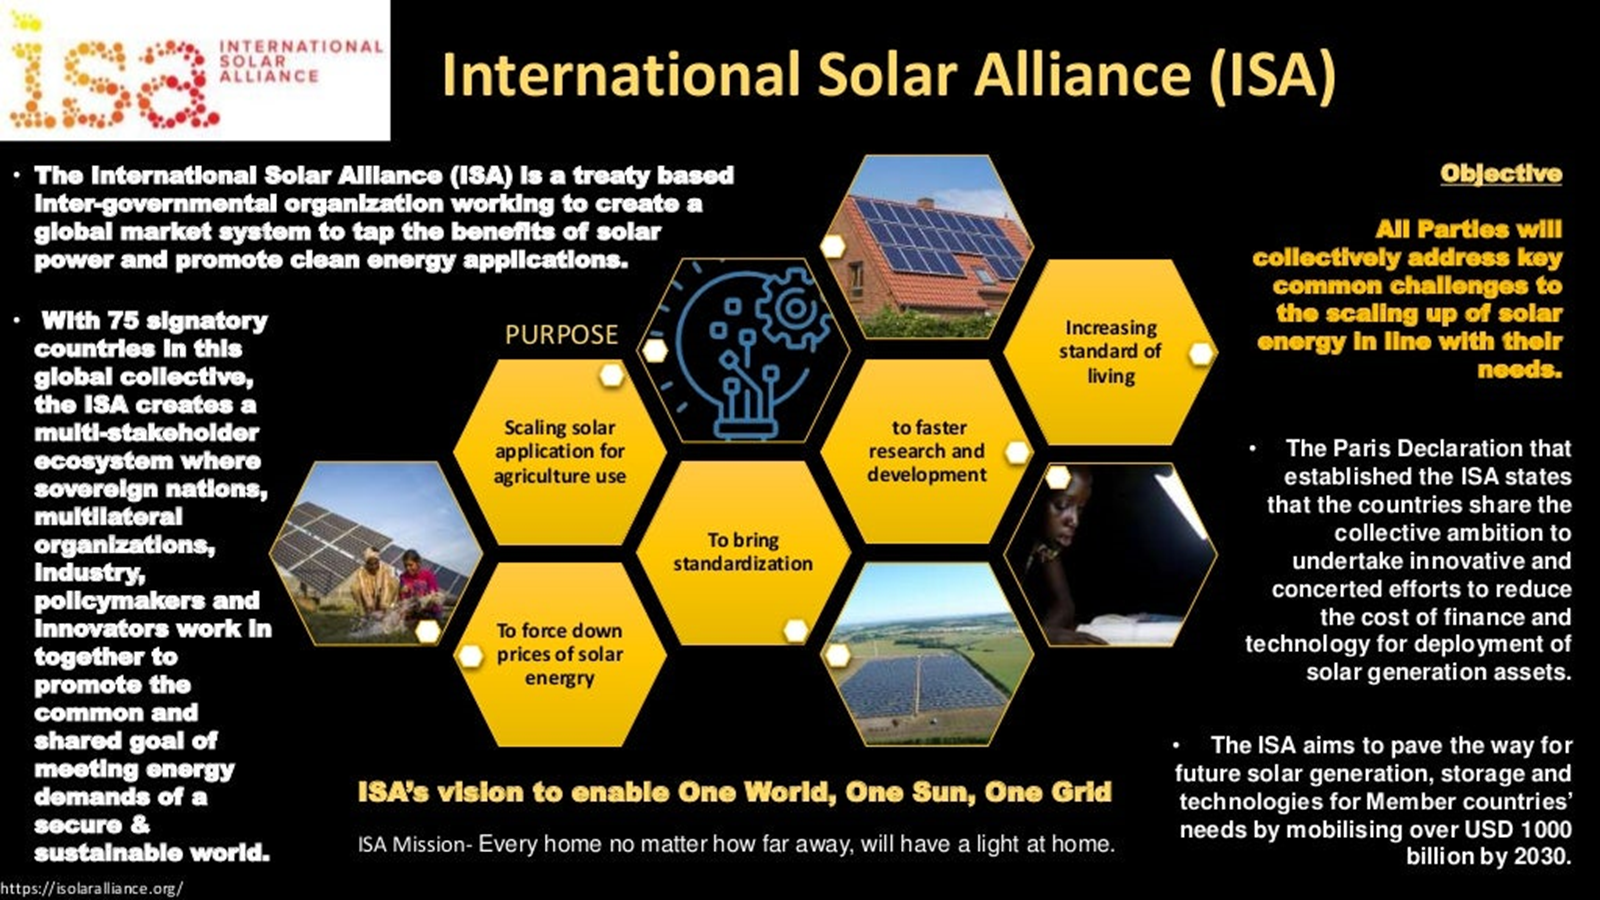 isa INTERNATIONAL
SOLAR
ALLIANCE
International Solar Alliance (ISA)
• The International Solar Alliance (ISA) is a treaty based
inter-governmental organization working to create a
global market system to tap the benefits of solar
power and promote clean energy applications.
• With 75 signatory
countries in this
global collective,
the ISA creates a
multi-stakeholder
ecosystem where
sovereign nations,
multilateral
organizations,
industry,
policymakers and
innovators work in
together to
promote the
common and
shared goal of
meeting energy
demands of a
secure &
sustainable world.
PURPOSE
Scaling solar
application for
agriculture use
To force down
prices of solar
energry
To bring
standardization
to faster
research and
development
Increasing
standard of
living
ISA's vision to enable One World, One Sun, One Grid
ISA Mission- Every home no matter how far away, will have a light at home.
Objective
All Parties will
collectively address key
common challenges to
the scaling up of solar
energy in line with their
needs.
• The Paris Declaration that
established the ISA states
that the countries share the
collective ambition to
undertake innovative and
concerted efforts to reduce
the cost of finance and
technology for deployment of
solar generation assets.
• The ISA aims to pave the way for
future solar generation, storage and
technologies for Member countries'
needs by mobilising over USD 1000
billion by 2030.
https://isolaralliance.org/